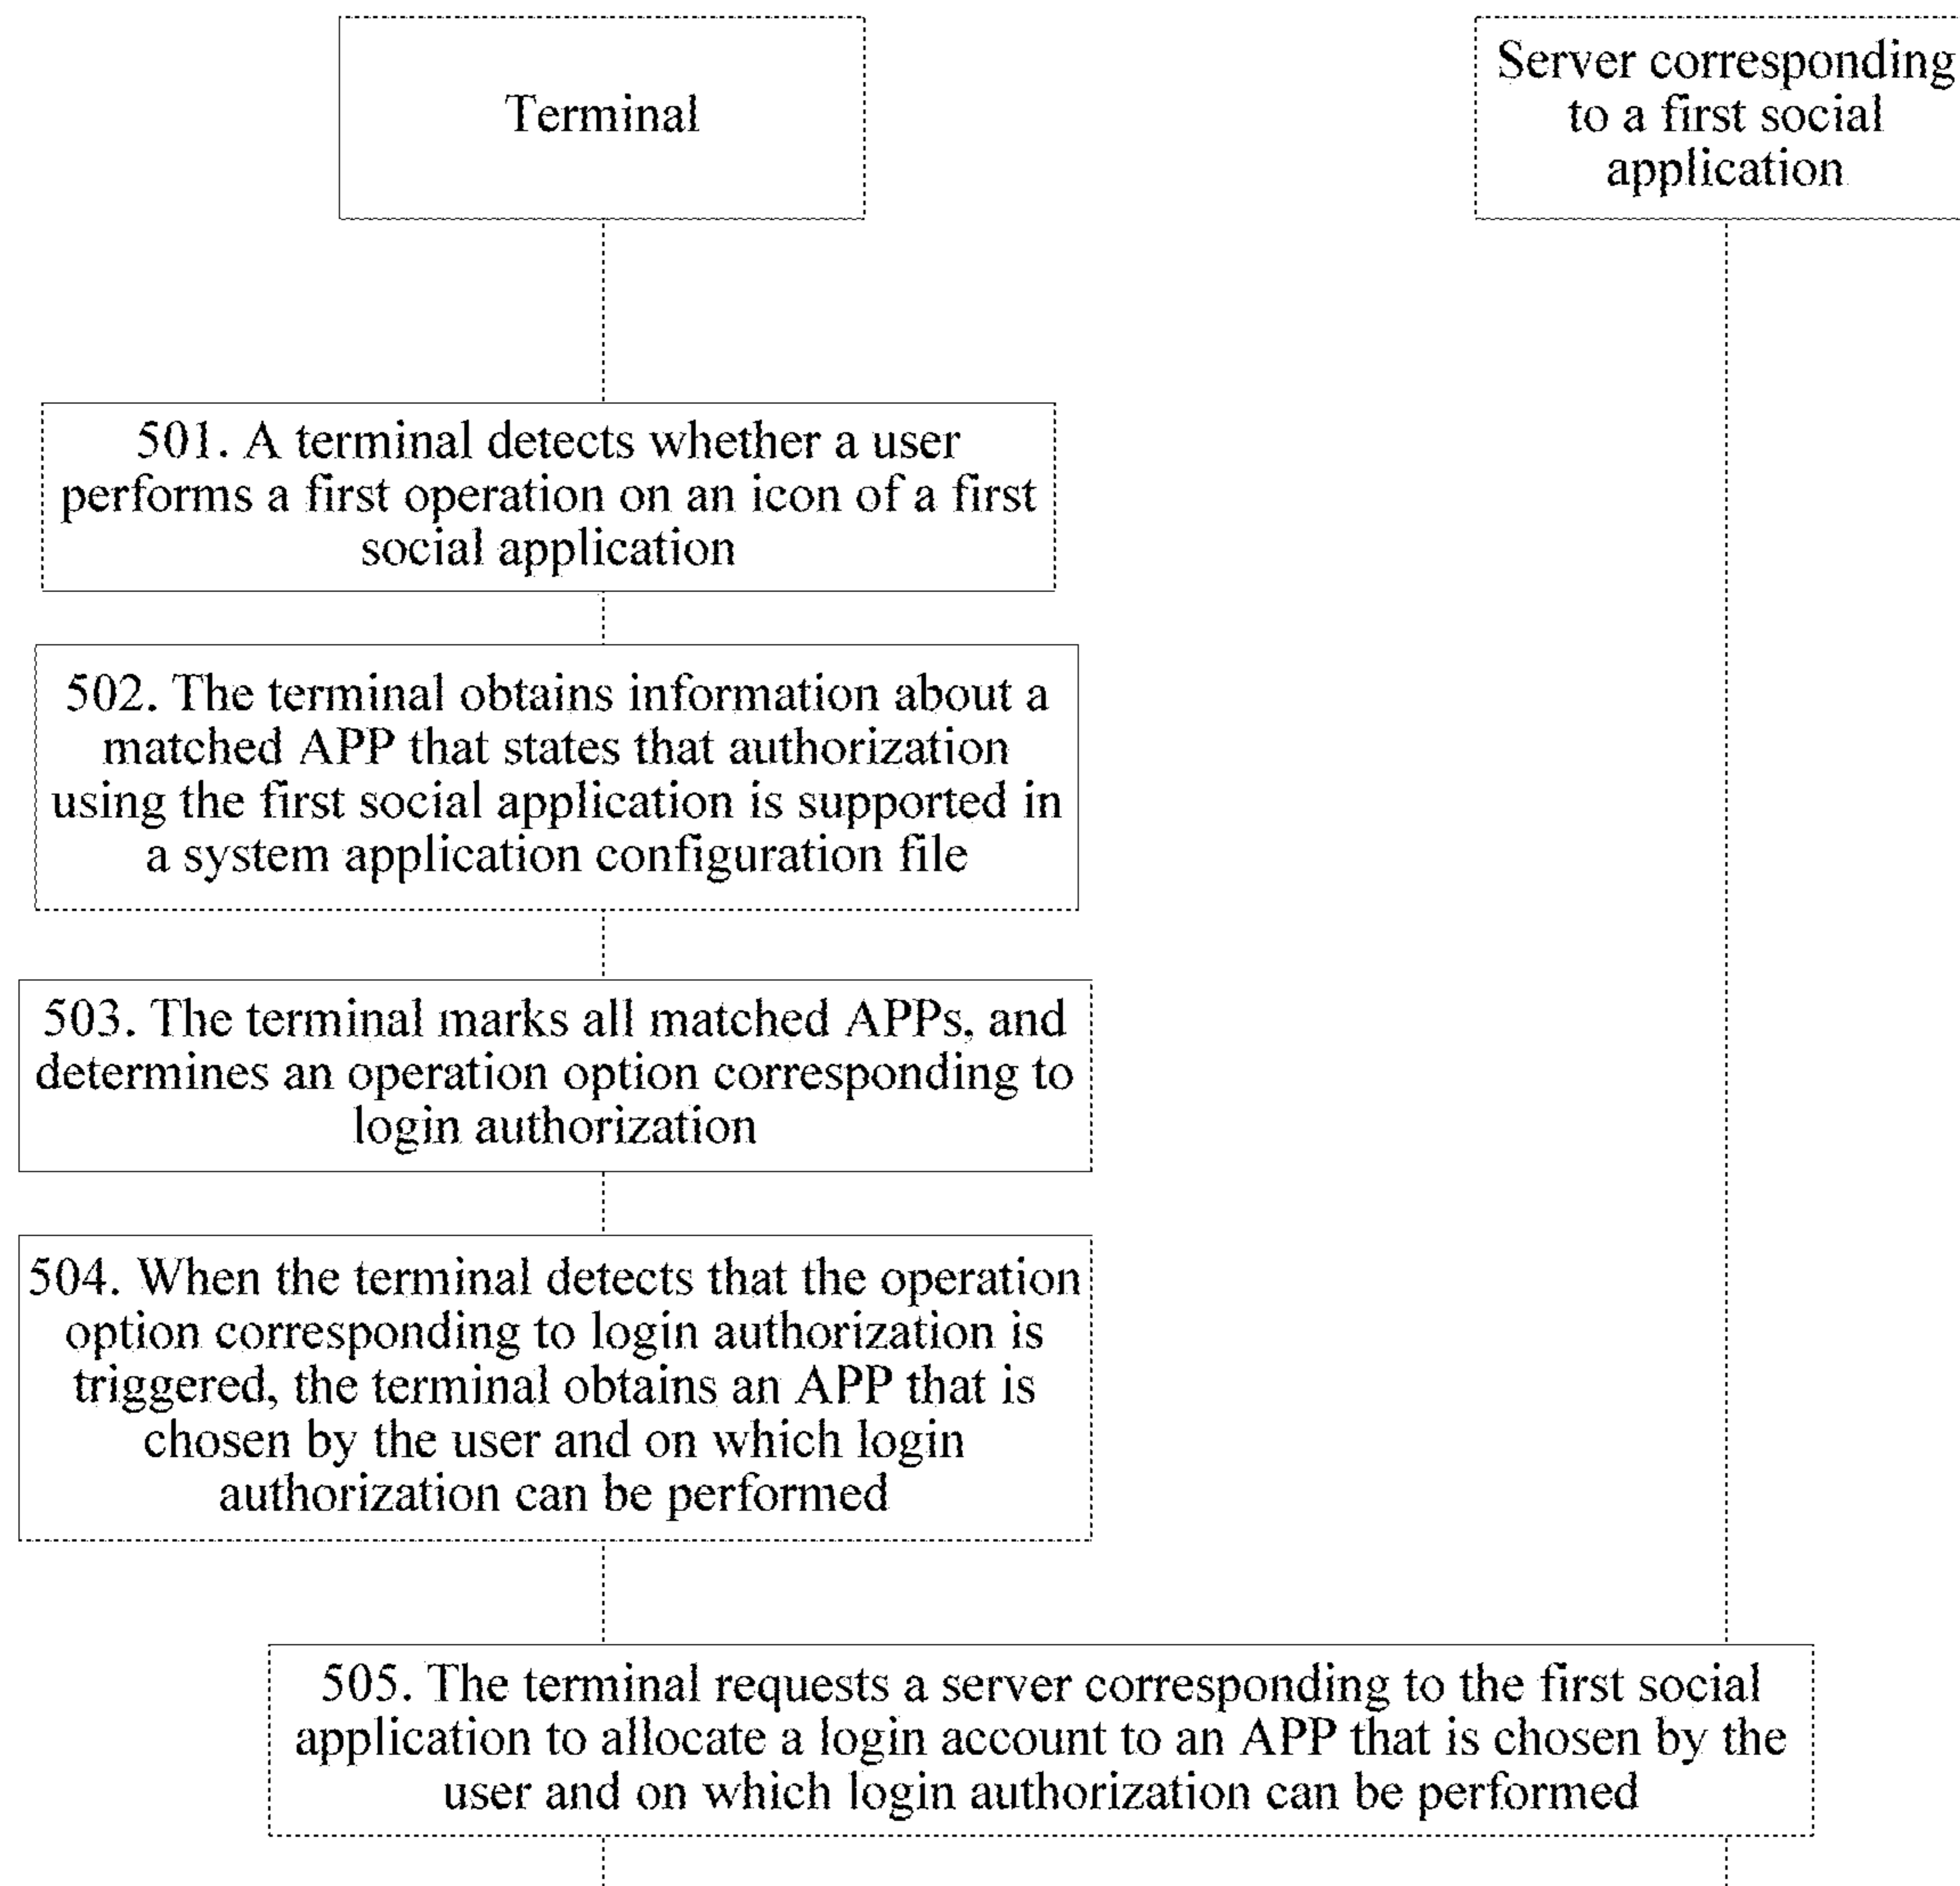 Terminal
Server corresponding
to a first social
application
501. A terminal detects whether a user
performs a first operation on an icon of a first
social application
502. The terminal obtains information about a
matched APP that states that authorization
using the first social application is supported in
a system application configuration file
503. The terminal marks all matched APPs, and
determines an operation option corresponding to
login authorization
504. When the terminal detects that the operation
option corresponding to login authorization is
triggered, the terminal obtains an APP that is
chosen by the user and on which login
authorization can be performed
505. The terminal requests a server corresponding to the first social
application to allocate a login account to an APP that is chosen by the
user and on which login authorization can be performed